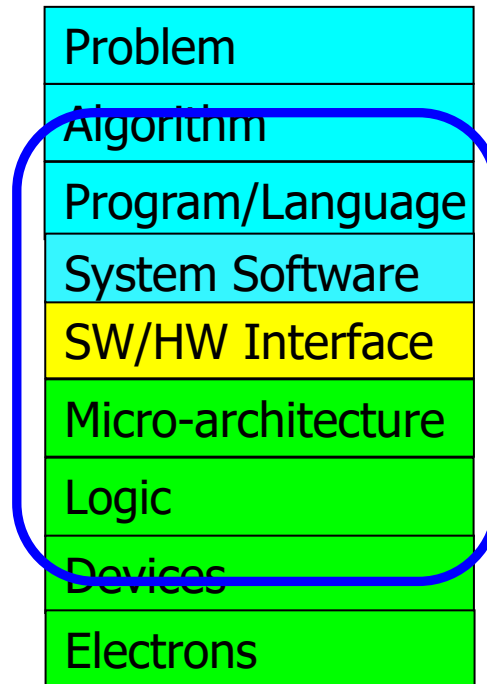 Problem
Algorithm
Program/Language
System Software
SW/HW Interface
Micro-architecture
Logic
Devices
Electrons